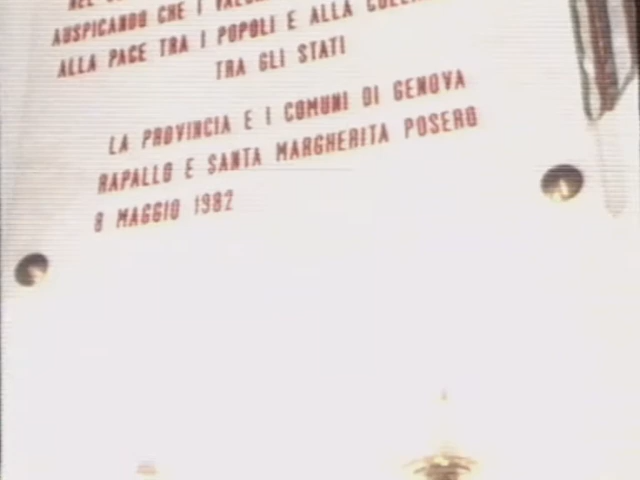 AUSPICANDO CHE I
ALLA PACE TRA I POPOLI E ALLA
TRA GLI STATI
LA PROVINCIA E I COMUNI DI GENOVA
RAPALLO E SANTA MARGHERITA POSERO
8 MAGGIO 1982